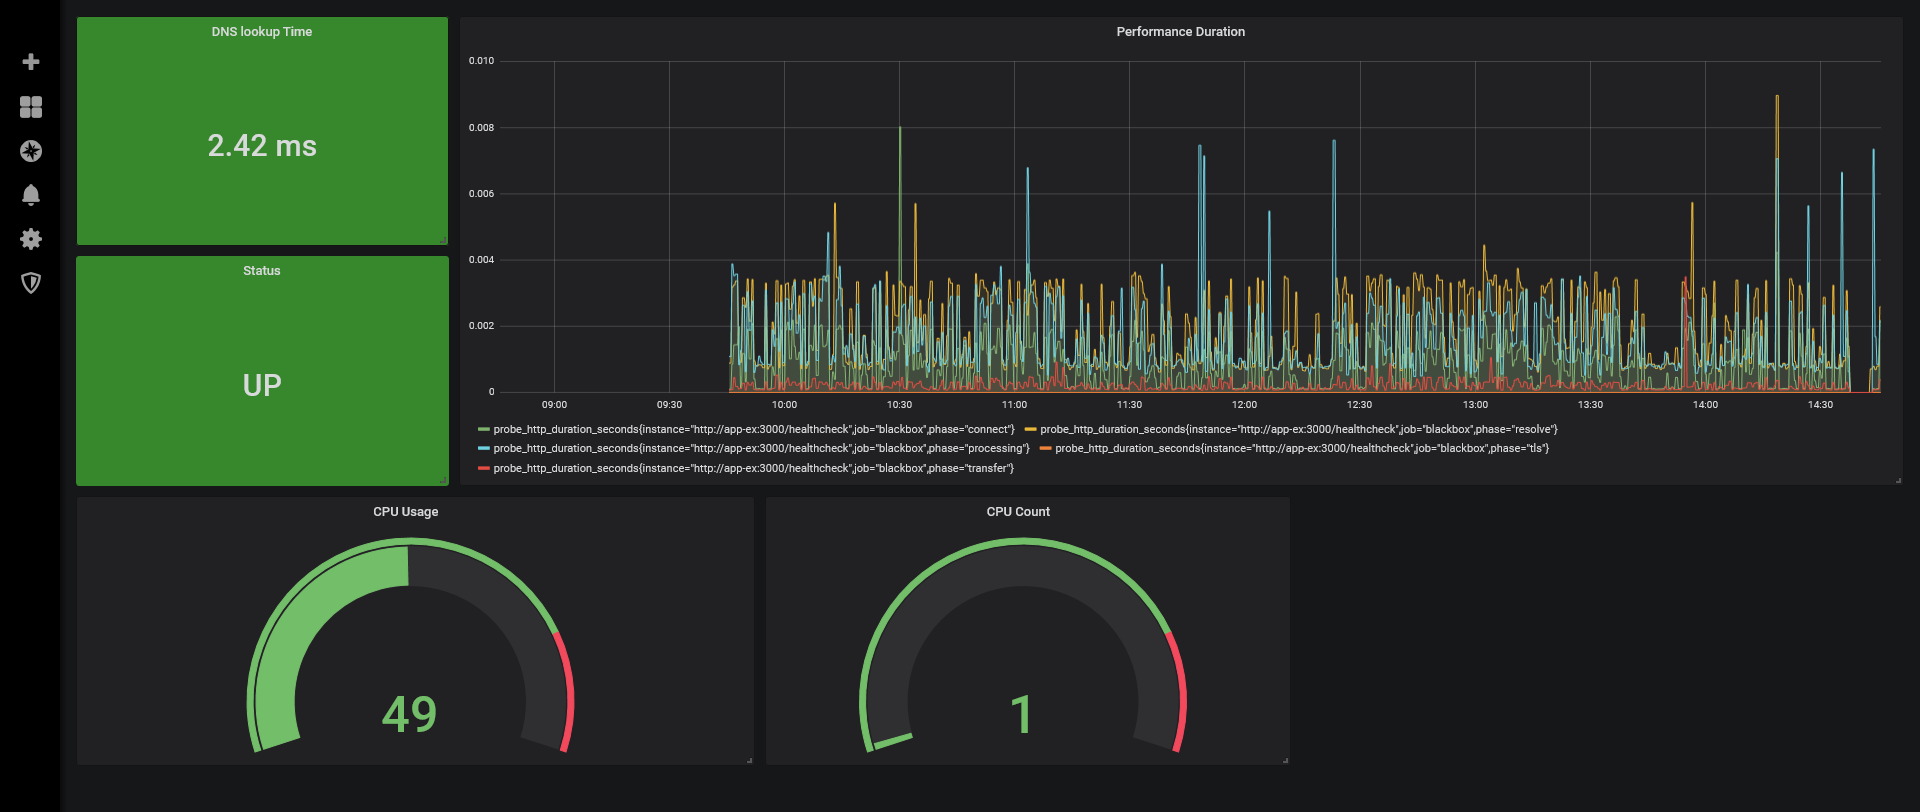 DNS lookup Time
2.42 ms
Status
UP
Performance Duration
0.010
0.008
0.006
0.004
0.002
0
09:00 09:30 10:00 10:30 11:00 11:30 12:00 12:30 13:00 13:30 14:00 14:30
probe_http_duration_seconds{instance="http://app-ex:3000/healthcheck",job="blackbox",phase="connect"} probe_http_duration_seconds{instance="http://app-ex:3000/healthcheck",job="blackbox",phase="resolve"}
probe_http_duration_seconds{instance="http://app-ex:3000/healthcheck",job="blackbox",phase="processing"} probe_http_duration_seconds{instance="http://app-ex:3000/healthcheck",job="blackbox",phase="tls"}
probe_http_duration_seconds{instance="http://app-ex:3000/healthcheck",job="blackbox",phase="transfer"}
CPU Usage
49
CPU Count
1